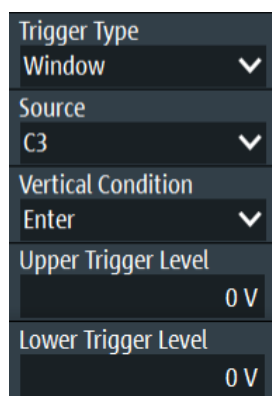 Trigger Type
Window
Source
C3
Vertical Condition
Enter
Upper Trigger Level
0 V
Lower Trigger Level
0 V